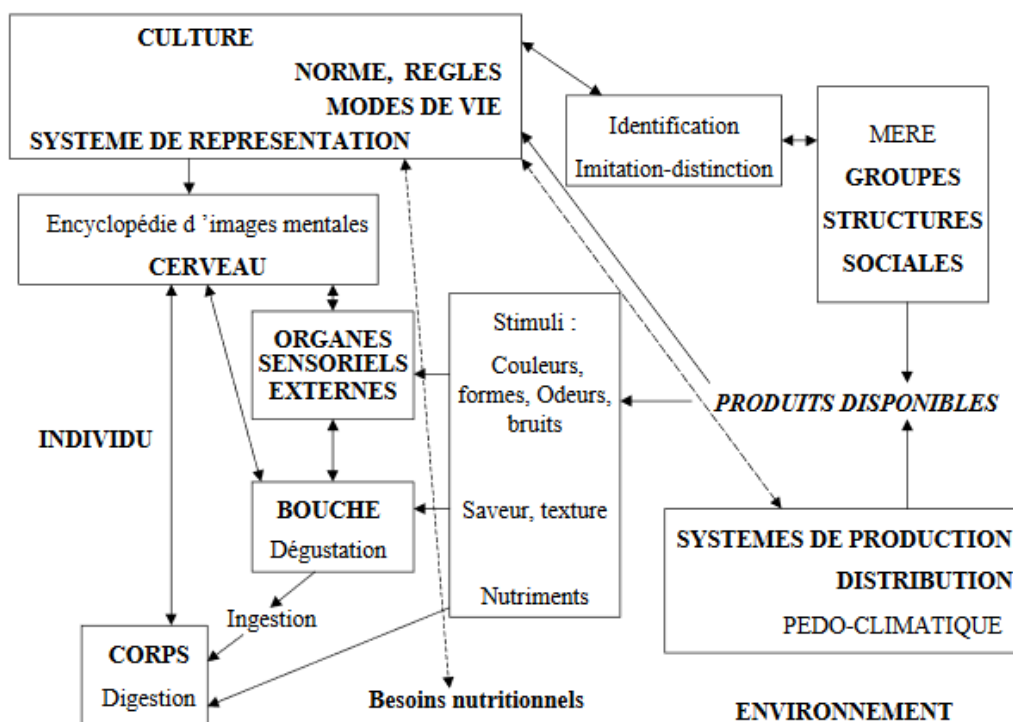 CULTURE
NORME, REGLES
MODES DE VIE
SYSTEME DE REPRESENTATION
Identification
Imitation-distinction
MERE
GROUPES
STRUCTURES
SOCIALES
Encyclopédie d ’images mentales
CERVEAU
ORGANES
SENSORIELS
EXTERNES
Stimuli :
Couleurs,
formes, Odeurs,
bruits
Saveur, texture
Nutriments
PRODUITS DISPONIBLES
INDIVIDU
BOUCHE
Dégustation
SYSTEMES DE PRODUCTION
DISTRIBUTION
PEDO-CLIMATIQUE
Ingestion
CORPS
Digestion
Besoins nutritionnels
ENVIRONNEMENT